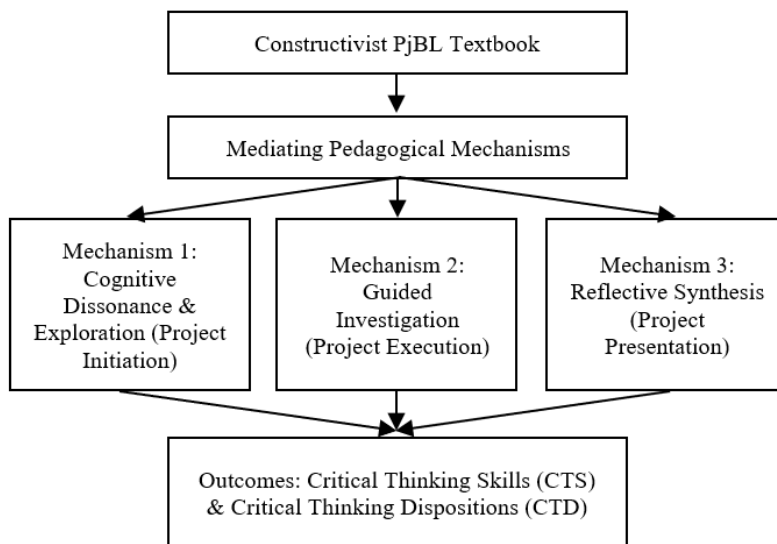 Constructivist PjBL Textbook
Mediating Pedagogical Mechanisms
Mechanism 1:
Cognitive
Dissonance &
Exploration (Project
Initiation)
Mechanism 2:
Guided
Investigation
(Project Execution)
Mechanism 3:
Reflective Synthesis
(Project
Presentation)
Outcomes: Critical Thinking Skills (CTS)
& Critical Thinking Dispositions (CTD)